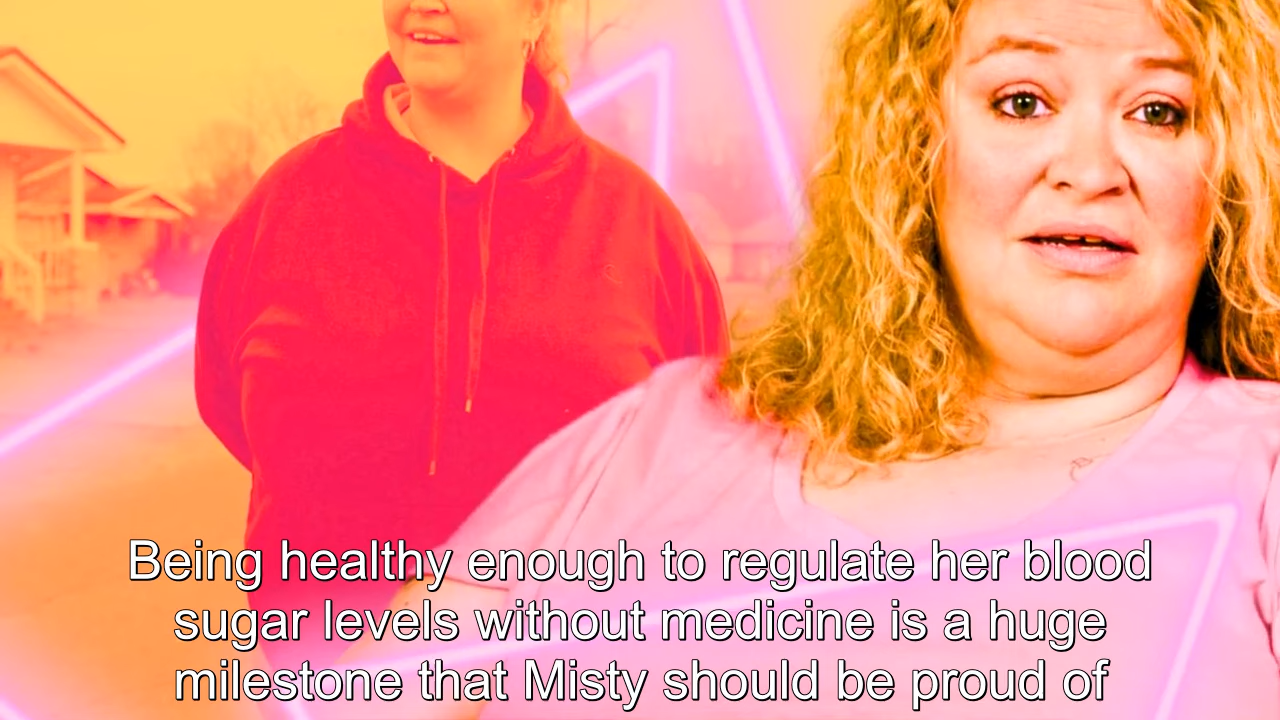 Being healthy enough to regulate her blood
sugar levels without medicine is a huge
milestone that Misty should be proud of